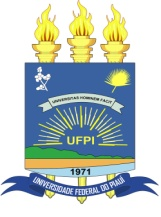 UNIVERSITAS HOMINEM FACIT
UFPI
1971
UNIVERSIDADE FEDERAL DO PIAUÍ